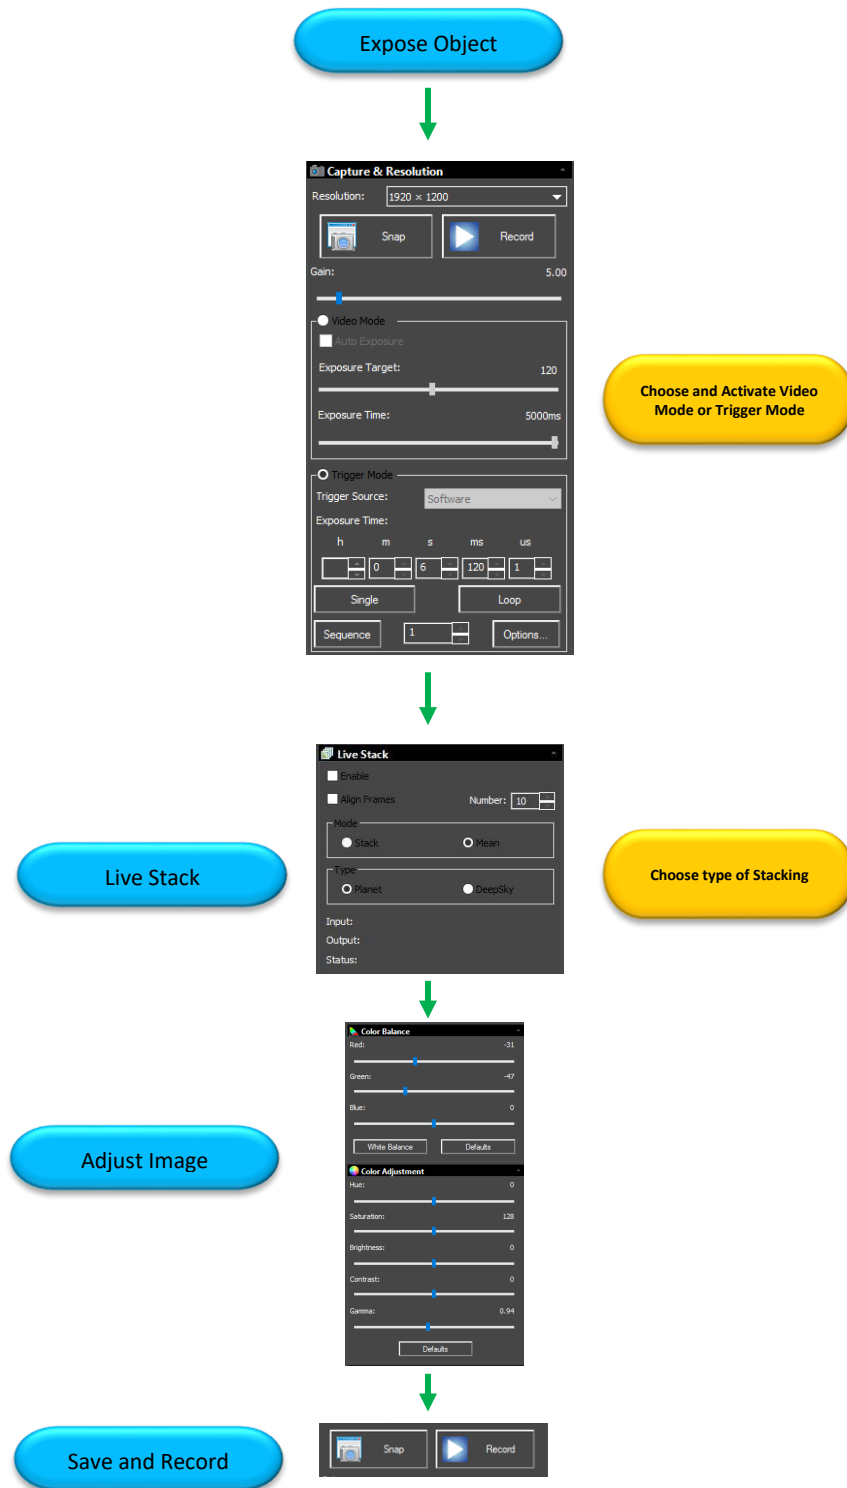 Expose Object
Capture & Resolution
Resolution: 1920 × 1200
Snap Record
Gain: 5.00
Video Mode
Auto Exposure
Exposure Target: 120
Choose and Activate Video
Mode or Trigger Mode
Exposure Time: 5000ms
Trigger Mode
Trigger Source: Software
Exposure Time:
h m s ms us
0 6 120 1
Single Loop
Sequence 1 Options...
Live Stack
Enable
Align Frames Number: 10
Mode
Stack Mean
Live Stack
Choose type of Stacking
Type
Planet DeepSky
Input:
Output:
Status:
Color Balance
Red: -31
Green: -47
Blue: 0
White Balance Defaults
Adjust Image
Color Adjustment
Hue: 0
Saturation: 128
Brightness: 0
Contrast: 0
Gamma: 0.94
Defaults
Save and Record
Snap Record